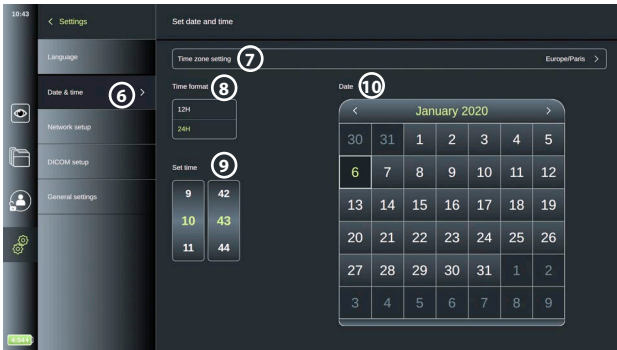 10:43
< Settings
Set date and time
Language
Time zone setting 7 Europe/Paris >
Date & time 6 >
Time format 8
Date 10
12H
24H
< January 2020 >
Network setup
30 31 1 2 3 4 5
DICOM setup
Set time 9
6 7 8 9 10 11 12
General settings
9 42
13 14 15 16 17 18 19
10 43
20 21 22 23 24 25 26
11 44
27 28 29 30 31 1 2
3 4 5 6 7 8 9